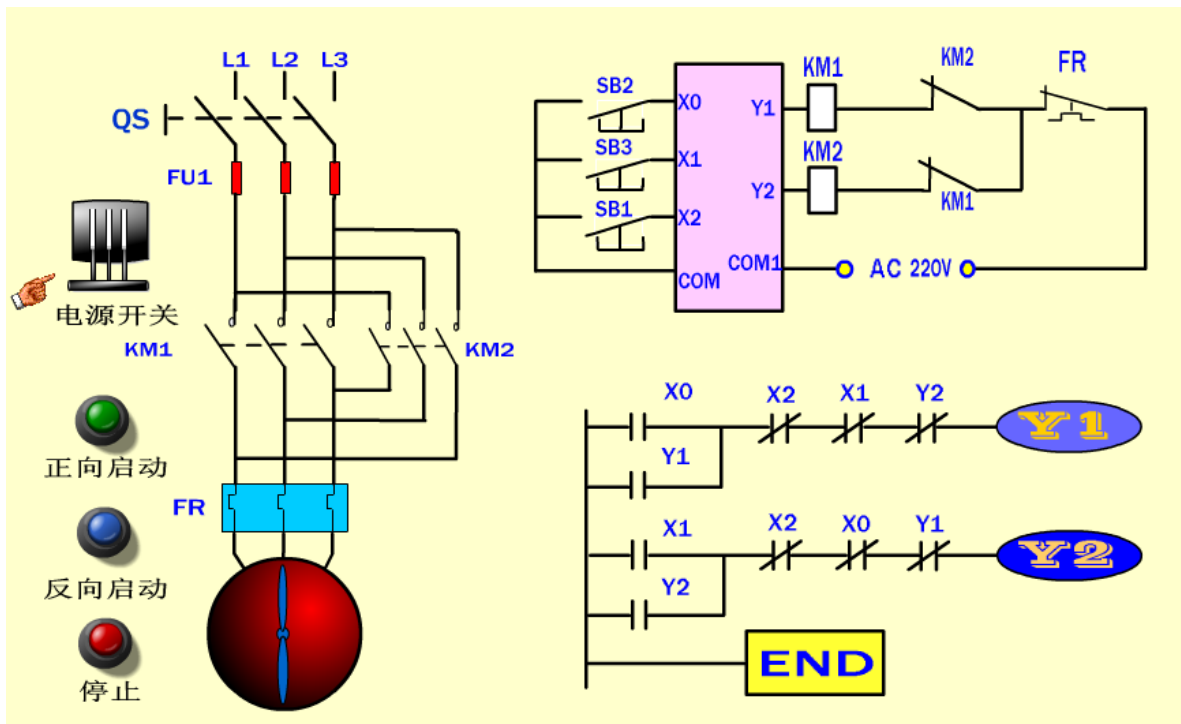 L1 L2 L3
QS
FU1
电源开关
KM1 KM2
正向启动
FR
反向启动
停止
SB2 X0
SB3 X1
SB1 X2
COM
Y1 KM1 KM2 FR
Y2 KM2 KM1
COM1 AC 220V
X0 X2 X1 Y2 Y1
Y1
X1 X2 X0 Y1 Y2
Y2
END